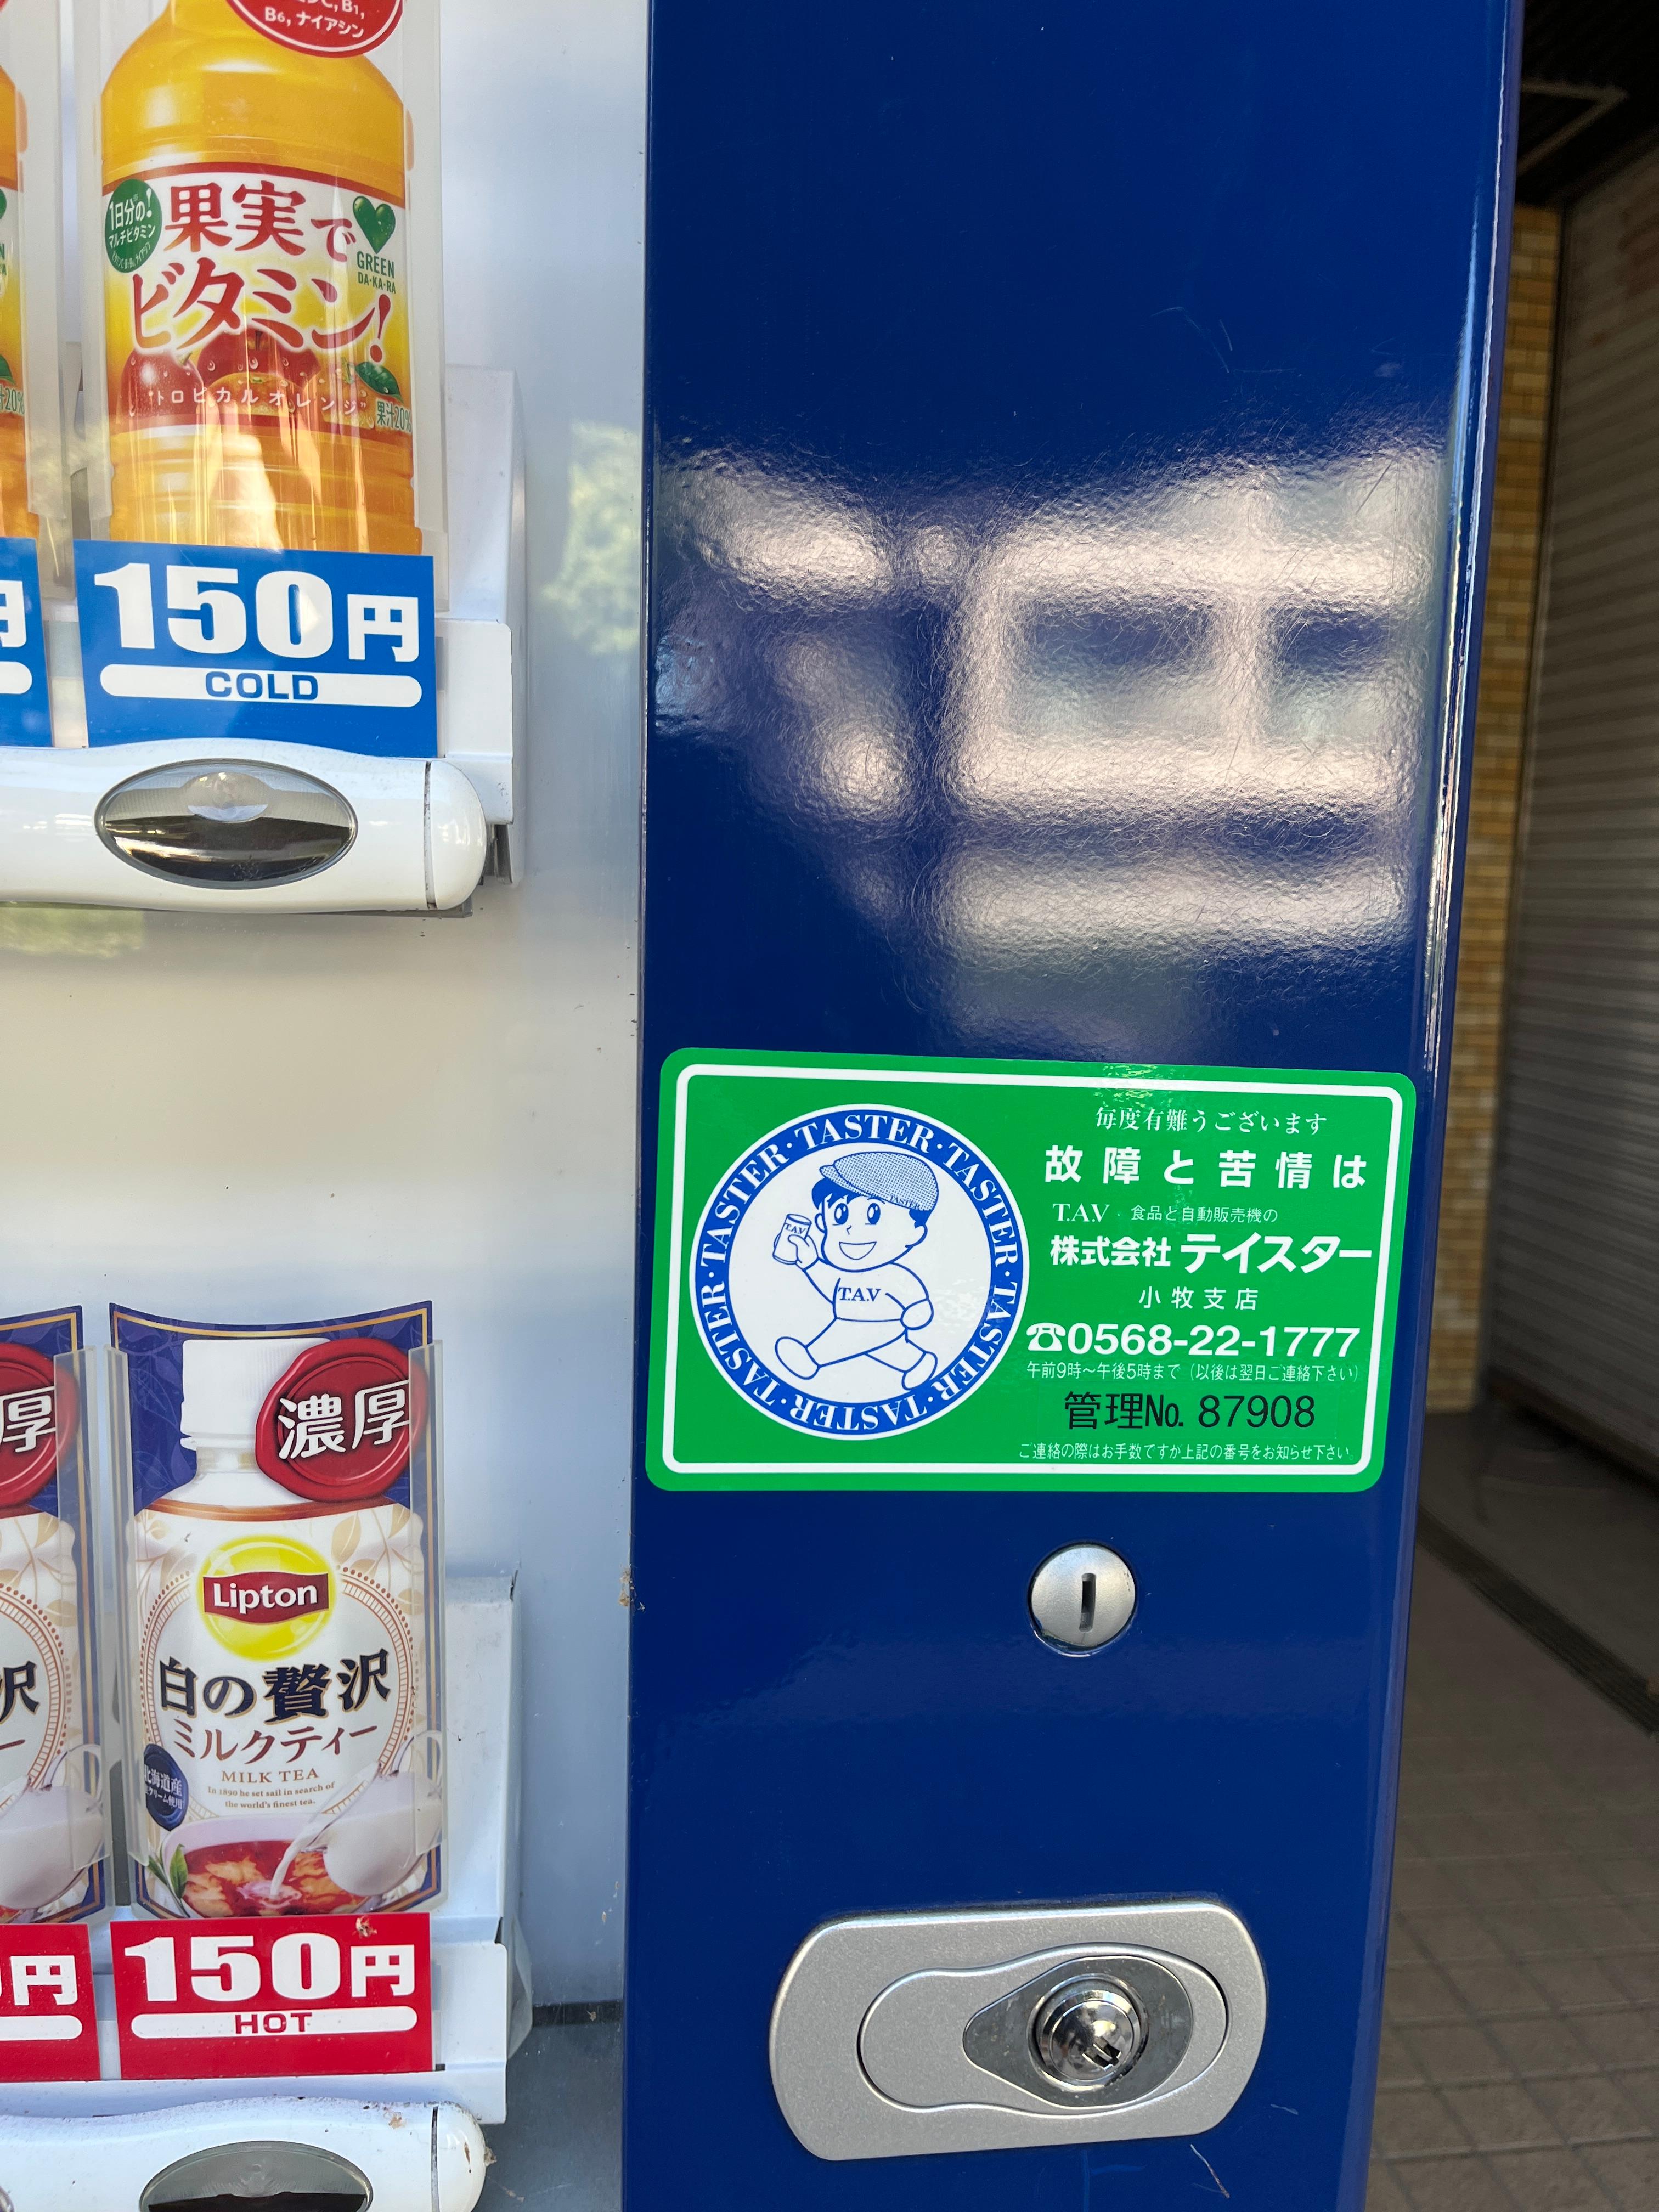 B6, ナイアシン
1日分の!
マルチビタミン
果実で
ビタミン!
GREEN
DA・KA・RA
"トロピカルオレンジ"
果汁20%
150円
COLD
TASTER・TASTER・TASTER・TASTER・TASTER・TASTER・TASTER・TASTER
TASTER
T.A.V
T.A.V
毎度有難うございます
故障と苦情は
T.A.V 食品と自動販売機の
株式会社テイスター
小牧支店
☎0568-22-1777
午前9時〜午後5時まで(以後は翌日ご連絡下さい)
管理No. 87908
ご連絡の際はお手数ですが上記の番号をお知らせ下さい
濃厚
Lipton
白の贅沢
ミルクティー
MILK TEA
In 1890 he set sail in search of
the world's finest tea.
北海道産
150円
HOT